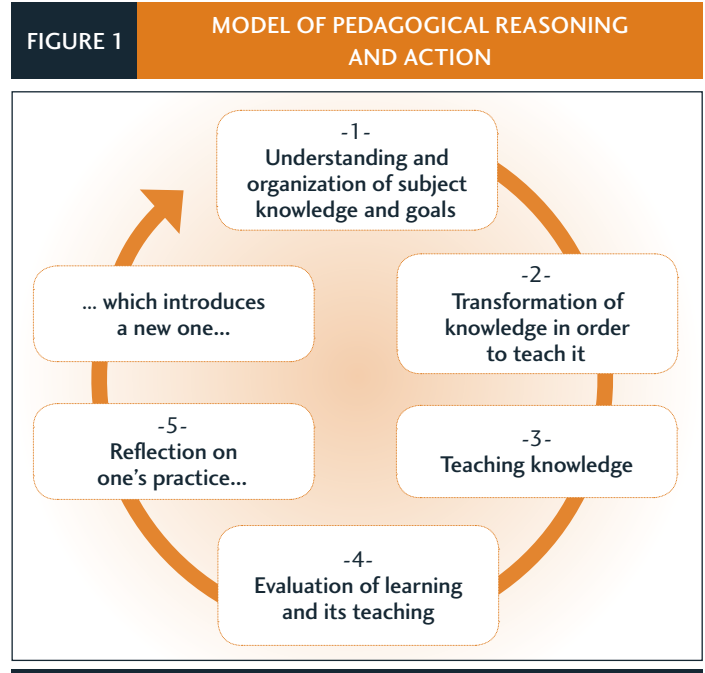 FIGURE 1
MODEL OF PEDAGOGICAL REASONING
AND ACTION
-1-
Understanding and
organization of subject
knowledge and goals
-2-
Transformation of
knowledge in order
to teach it
-3-
Teaching knowledge
-4-
Evaluation of learning
and its teaching
-5-
Reflection on
one’s practice...
... which introduces
a new one...